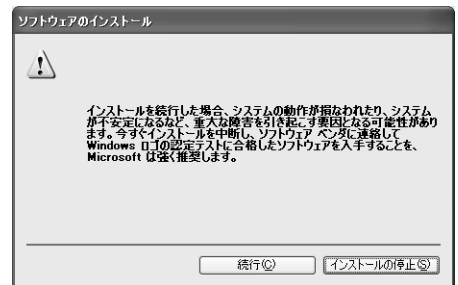 ソフトウェアのインストール
インストールを続行した場合、システムの動作が損なわれたり、システム
が不安定になるなど、重大な障害を引き起こす要因となる可能性があり
ます。今すぐインストールを中断し、ソフトウェア ベンダに連絡して
Windows ロゴの認定テストに合格したソフトウェアを入手することを、
Microsoft は強く推奨します。
続行(C)
インストールの停止(S)